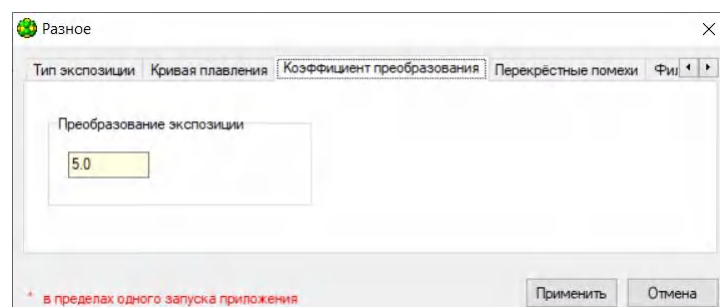 Разное
Тип экспозиции Кривая плавления Коэффициент преобразования Перекрёстные помехи
Преобразование экспозиции
5.0
* в пределах одного запуска приложения
Применить Отмена